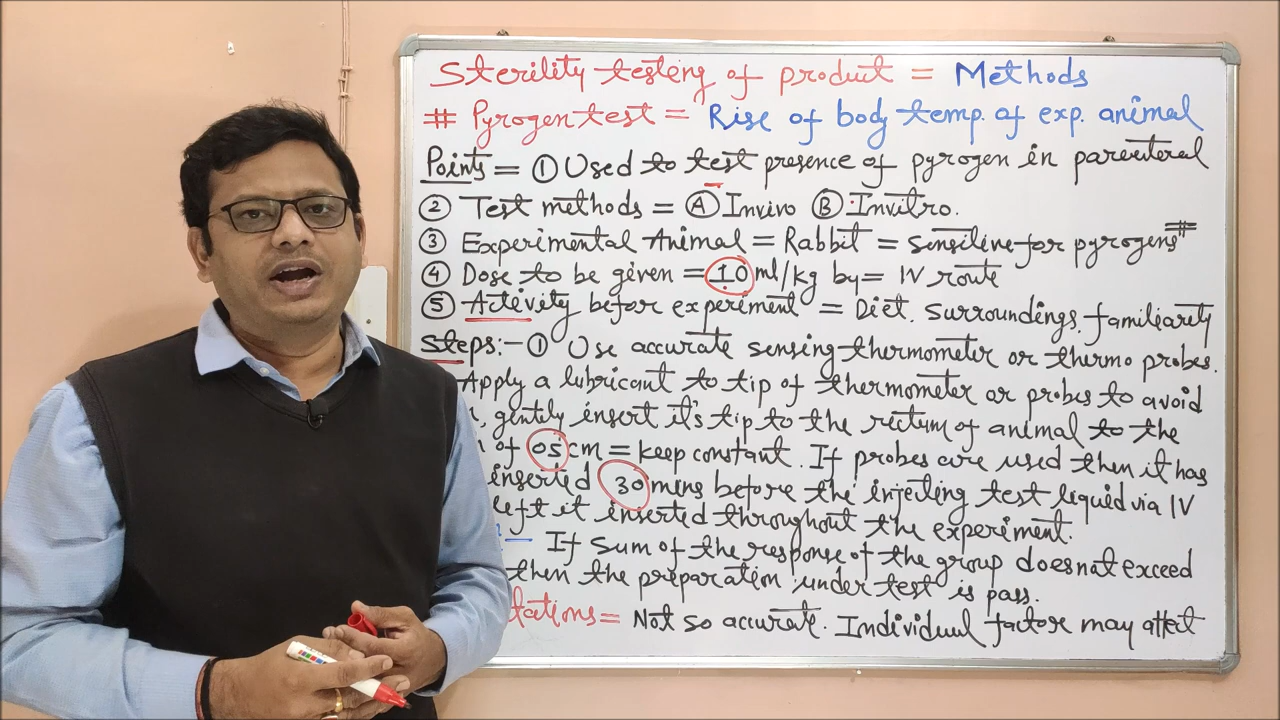 Sterility testing of product = Methods
# Pyrogen test = Rise of body temp. of exp. animal
Points = ① Used to test presence of pyrogen in parenteral
② Test methods = Ⓐ Invivo Ⓑ Invitro.
③ Experimental Animal = Rabbit = sensitive for pyrogens #
④ Dose to be given = 10 ml/kg by = IV route
⑤ Activity before experiment = Diet, surroundings, familiarity
Steps:- ① Use accurate sensing thermometer or thermo probes.
Apply a lubricant to tip of thermometer or probes to avoid
, gently insert it's tip to the rectum of animal to the
of 05 cm = keep constant. If probes are used then it has
inserted 30 mins before the injecting test liquid via IV
left it inserted throughout the experiment.
If sum of the response of the group does not exceed
then the preparation under test is pass.
tations = Not so accurate. Individual factor may affect